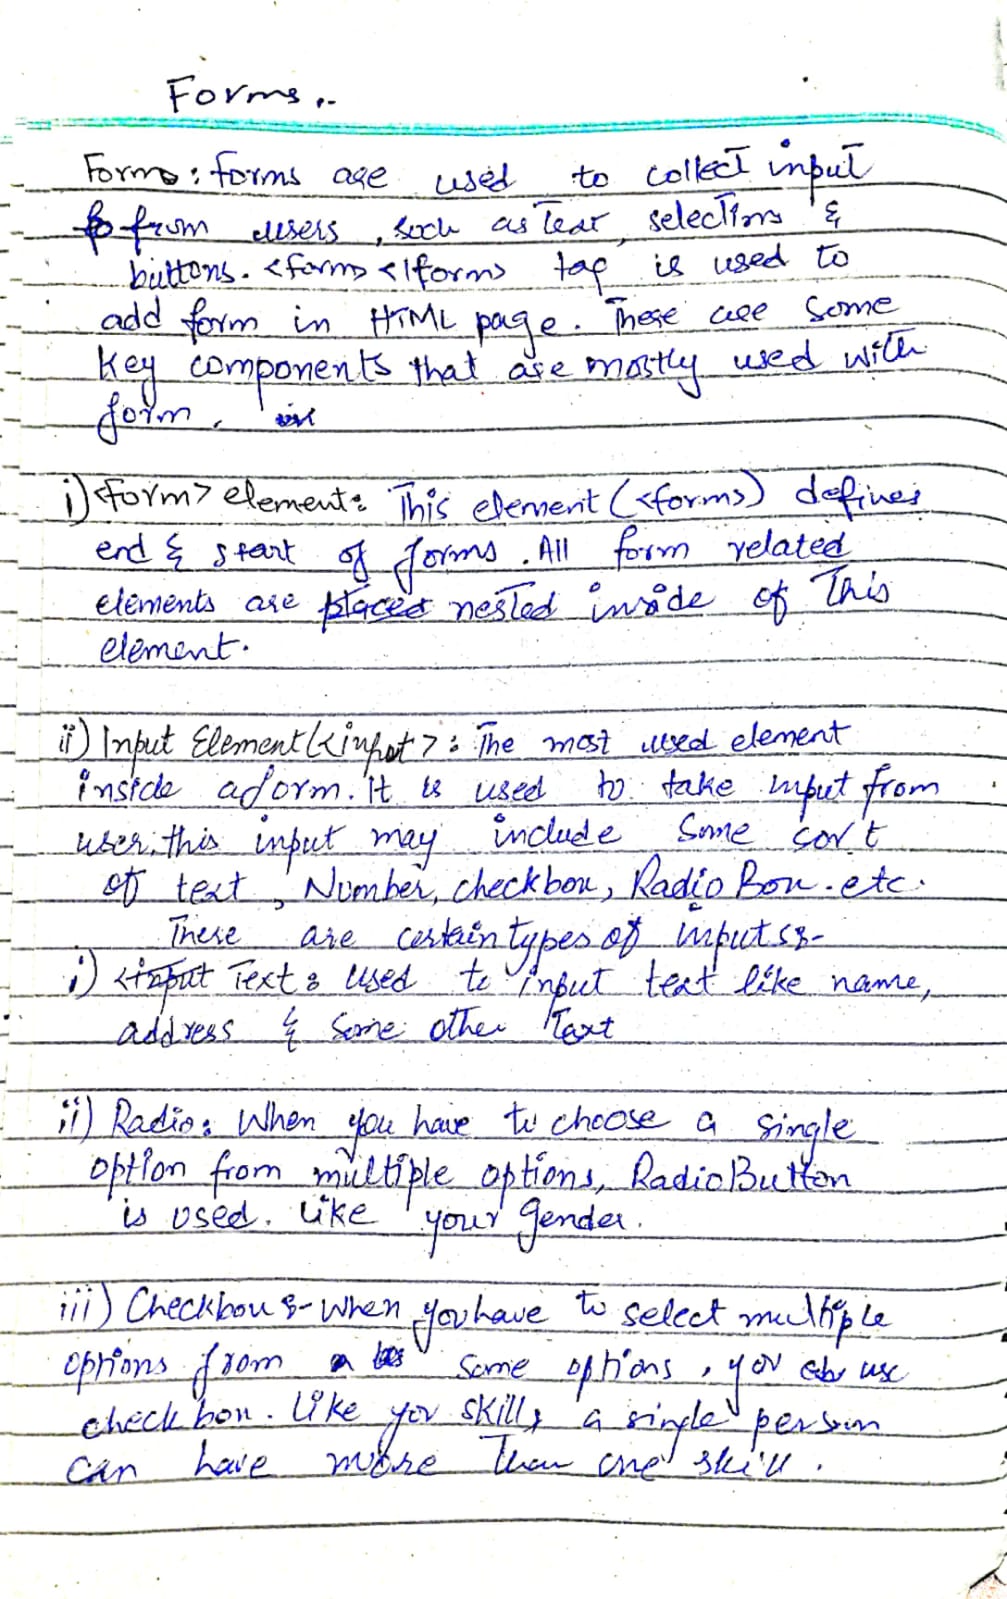 Forms :-
Forms : forms are used to collect input
from users, such as text, selections &
buttons. <form> </form> tag is used to
add form in HTML page. These are some
key components that are mostly used with
form.
i) <form> element : This element (<forms>) defines
end & start of forms. All form related
elements are placed nested inside of This
element.
ii) Input Element (<input> : The most used element
inside a form. It is used to take input from
user, this input may include some sort
of text, Number, checkbox, Radio Box. etc.
These are certain types of inputs :-
i) <input Text : Used to input text like name,
address & some other Text
ii) Radio : When you have to choose a single
option from multiple options, Radio Button
is used. Like your gender.
iii) Checkbox :- When you have to select multiple
options from some options, you use
checkbox. Like your skills, a single person
can have more than one skill.